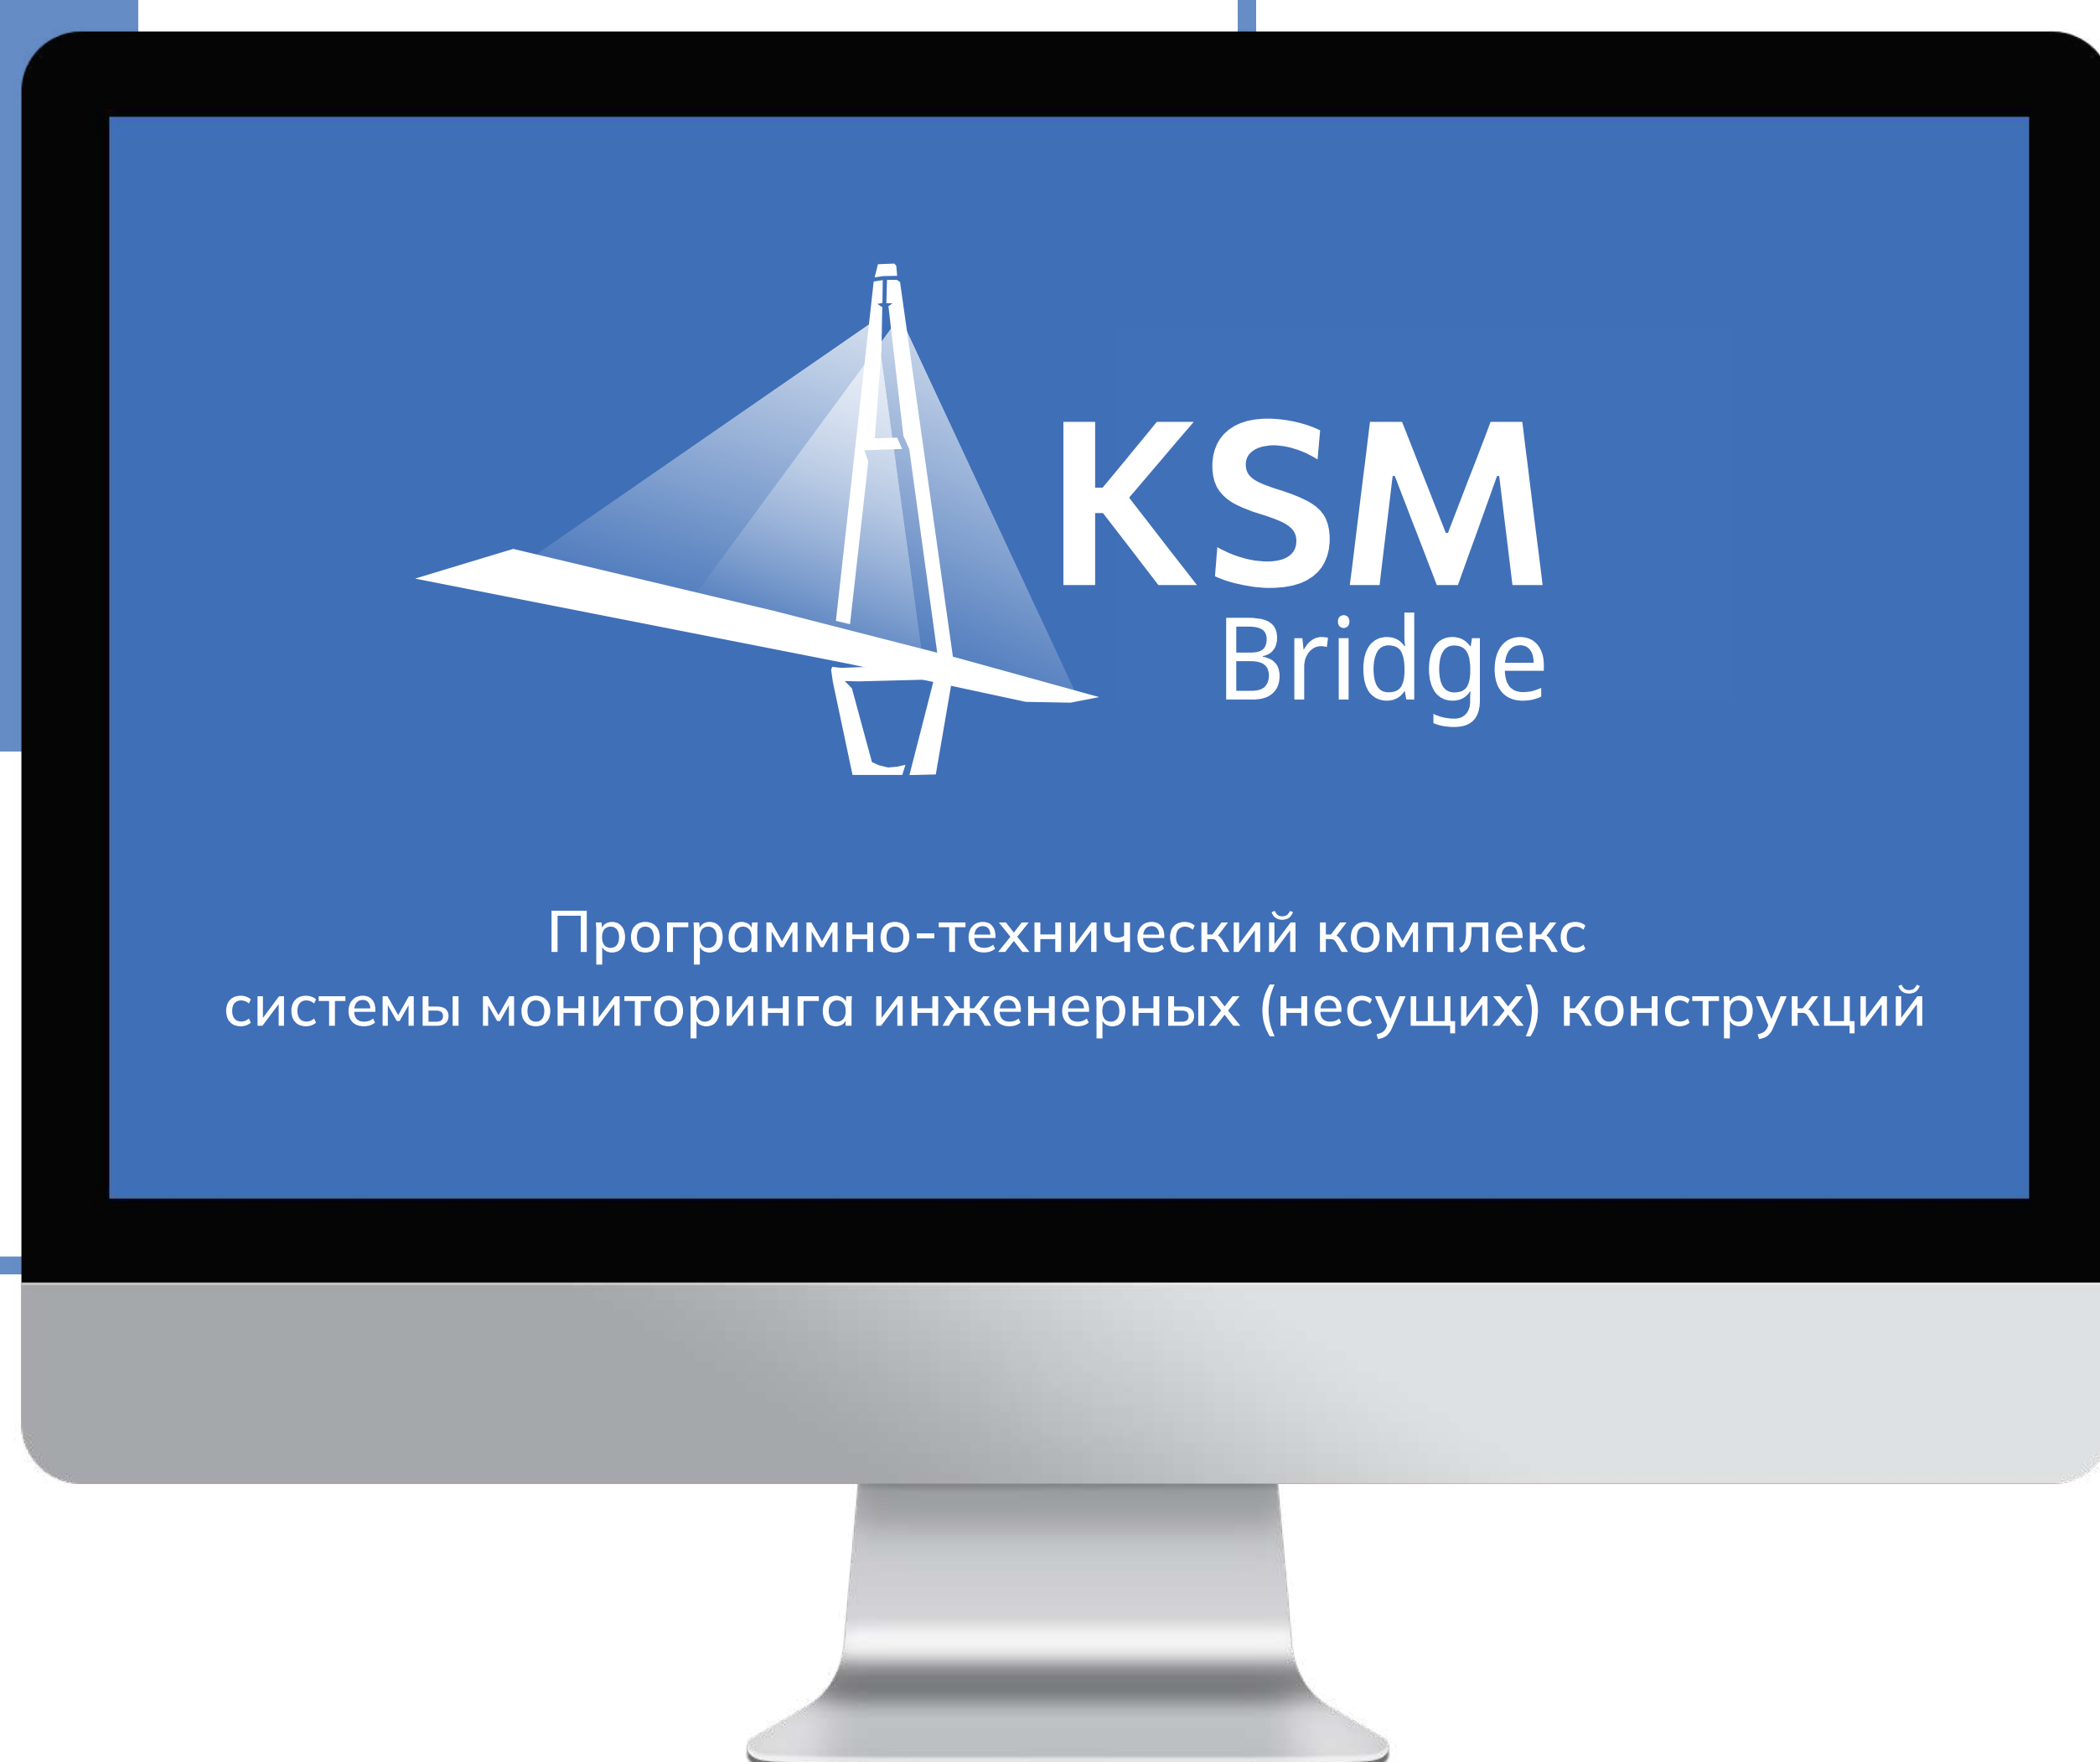 KSM
Bridge
Программно-технический комплекс
системы мониторинга инженерных (несущих) конструкций